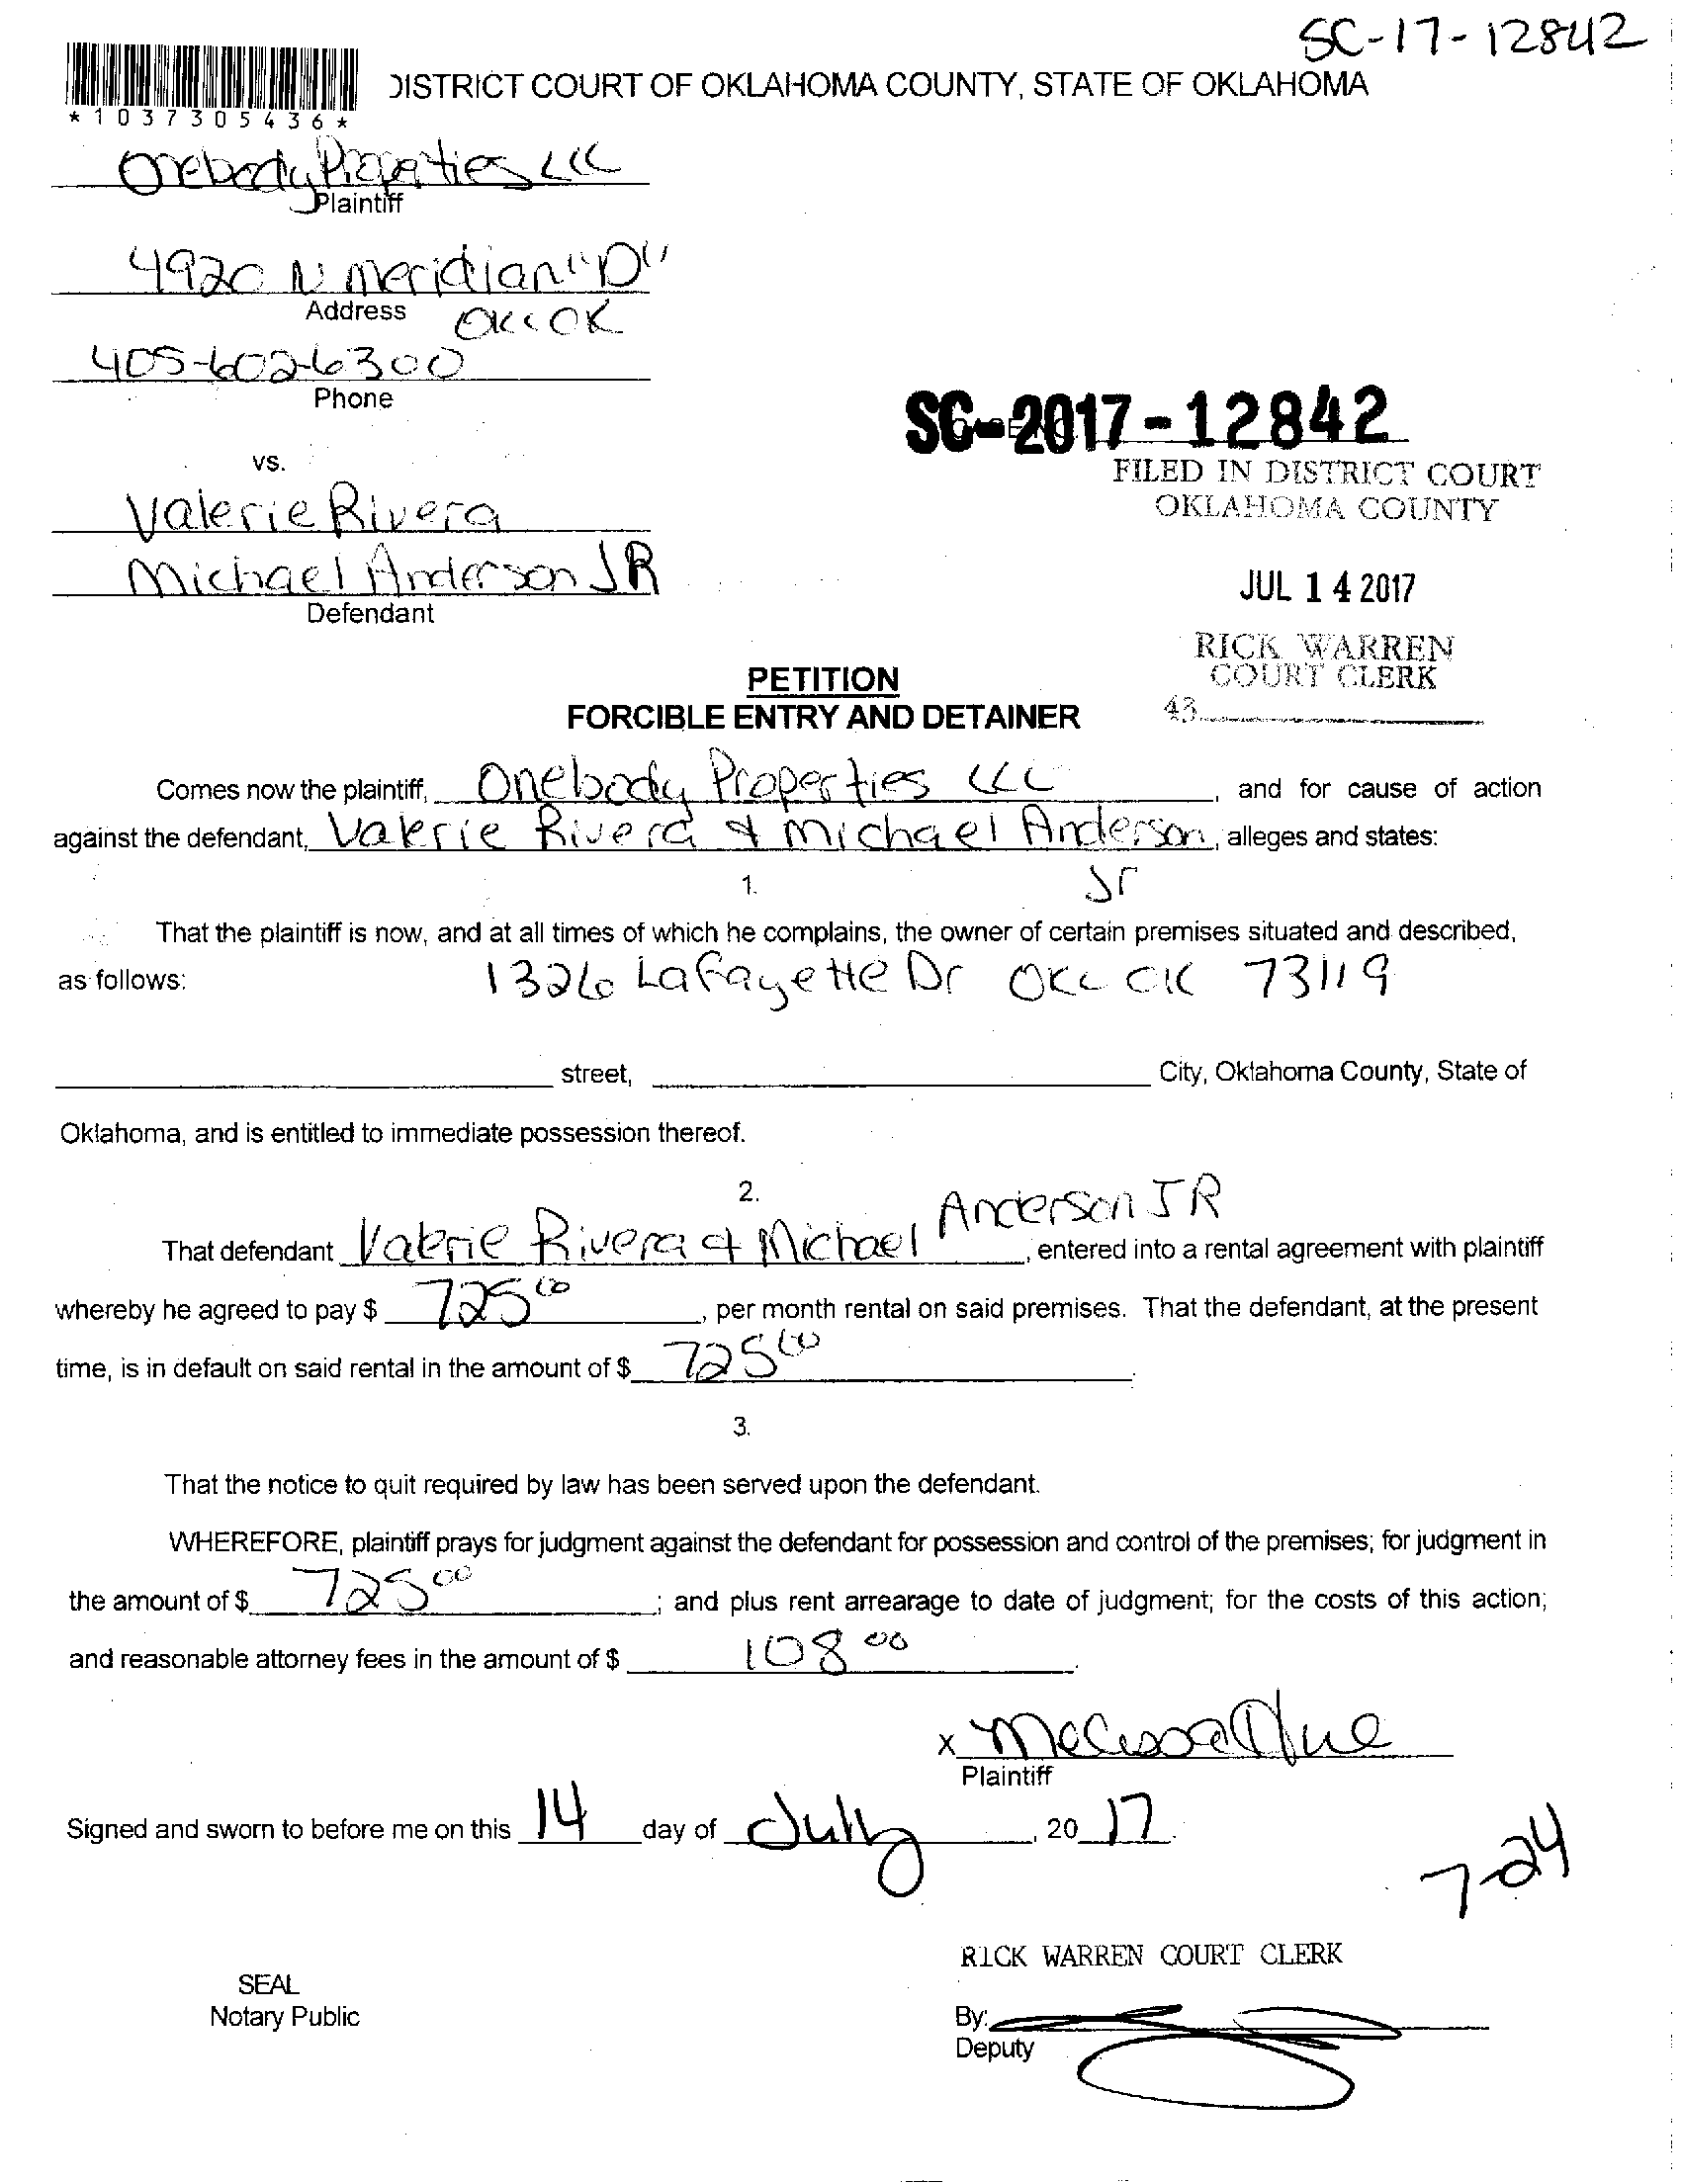 SC-17-12842
DISTRICT COURT OF OKLAHOMA COUNTY, STATE OF OKLAHOMA
*1037305436*
Onebody Properties LLC
Plaintiff
4920 N Meridian "D"
Address OKC OK
405-602-6300
Phone
SC-2017-12842
FILED IN DISTRICT COURT
OKLAHOMA COUNTY
vs.
Valerie Rivera
Michael Anderson JR
Defendant
JUL 14 2017
RICK WARREN
COURT CLERK
43
PETITION
FORCIBLE ENTRY AND DETAINER
Comes now the plaintiff, Onebody Properties LLC, and for cause of action
against the defendant, Valerie Rivera & Michael Anderson, alleges and states:
Jr
1.
That the plaintiff is now, and at all times of which he complains, the owner of certain premises situated and described,
as follows: 1326 Lafayette Dr OKC OK 73119
street, City, Oklahoma County, State of
Oklahoma, and is entitled to immediate possession thereof.
2.
That defendant Valerie Rivera & Michael Anderson JR, entered into a rental agreement with plaintiff
whereby he agreed to pay $ 725 00, per month rental on said premises. That the defendant, at the present
time, is in default on said rental in the amount of $ 725 00.
3.
That the notice to quit required by law has been served upon the defendant.
WHEREFORE, plaintiff prays for judgment against the defendant for possession and control of the premises; for judgment in
the amount of $ 725 00; and plus rent arrearage to date of judgment; for the costs of this action;
and reasonable attorney fees in the amount of $ 108 00.
x Melissa
Plaintiff
Signed and sworn to before me on this 14 day of July, 20 17.
7-24
RICK WARREN COURT CLERK
SEAL
Notary Public
By:
Deputy